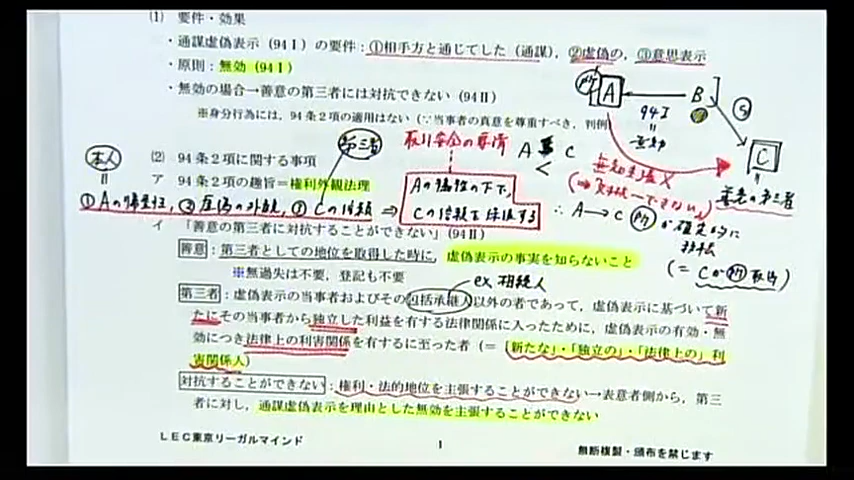 (1) 要件・効果
・通謀虚偽表示(94Ⅰ)の要件:①相手方と通じてした(通謀)，②虚偽の，③意思表示
・原則:無効(94Ⅰ)
・無効の場合→善意の第三者には対抗できない(94Ⅱ)
※身分行為には，94条2項の適用はない(∵当事者の真意を尊重すべき，判例)
A
B
94Ⅰ
＝
無効
C
＝
善意の第三者
第三者
取引安全の要請
A
C
＜
本人
＝
(2) 94条2項に関する事項
ア 94条2項の趣旨＝権利外観法理
①Aの帰責性，②虚偽の外観，③Cの信頼 ⇒
Aの犠牲の下で，
Cの信頼を保護する
∴ A→C 所 が確定的に
移転
(＝ Cが所取得)
イ 「善意の第三者に対抗することができない」(94Ⅱ)
善意:第三者としての地位を取得した時に，虚偽表示の事実を知らないこと
※無過失は不要，登記も不要
ex.相続人
第三者:虚偽表示の当事者およびその包括承継人以外の者であって，虚偽表示に基づいて新
たにその当事者から独立した利益を有する法律関係に入ったために，虚偽表示の有効・無
効につき法律上の利害関係を有するに至った者(＝「新たな」・「独立の」・「法律上の」利
害関係人)
対抗することができない:権利・法的地位を主張することができない→表意者側から，第三
者に対し，通謀虚偽表示を理由とした無効を主張することができない
LEC東京リーガルマインド
1
無断複製・頒布を禁じます